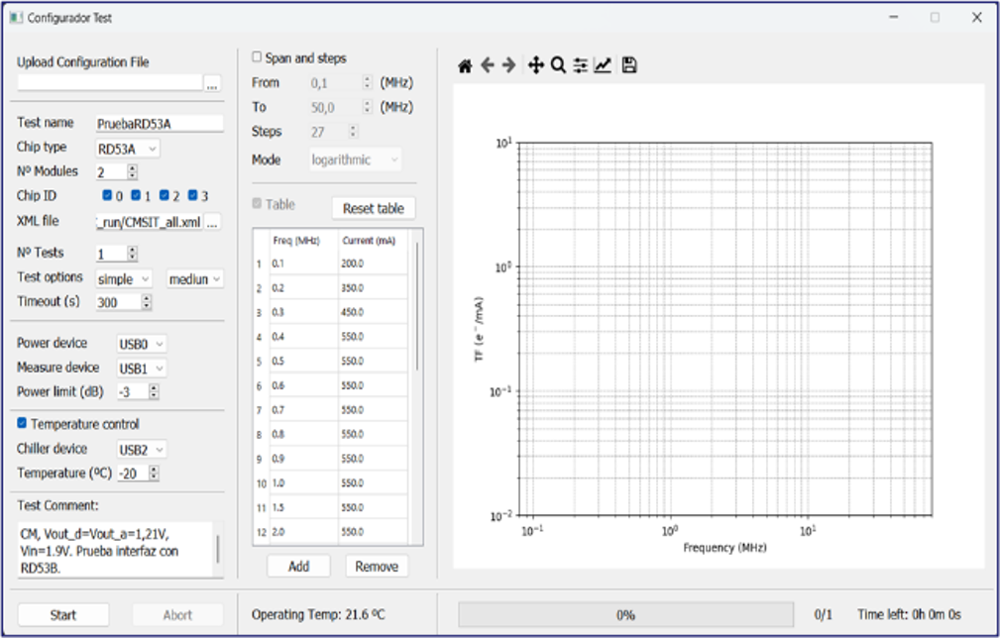 Configurador Test
Upload Configuration File
...
Test name PruebaRD53A
Chip type RD53A
Nº Modules 2
Chip ID 0 1 2 3
XML file :_run/CMSIT_all.xml ...
Nº Tests 1
Test options simple mediun
Timeout (s) 300
Power device USB0
Measure device USB1
Power limit (dB) -3
Temperature control
Chiller device USB2
Temperature (ºC) -20
Test Comment:
CM, Vout_d=Vout_a=1,21V,
Vin=1.9V. Prueba interfaz con
RD53B.
Start Abort
Span and steps
From 0,1 (MHz)
To 50,0 (MHz)
Steps 27
Mode logarithmic
Table Reset table
Freq (MHz) Current (mA)
1 0.1 200.0
2 0.2 350.0
3 0.3 450.0
4 0.4 550.0
5 0.5 550.0
6 0.6 550.0
7 0.7 550.0
8 0.8 550.0
9 0.9 550.0
10 1.0 550.0
11 1.5 550.0
12 2.0 550.0
Add Remove
Operating Temp: 21.6 ºC
TF (e⁻/mA)
10¹
10⁰
10⁻¹
10⁻²
10⁻¹ 10⁰ 10¹
Frequency (MHz)
0% 0/1 Time left: 0h 0m 0s